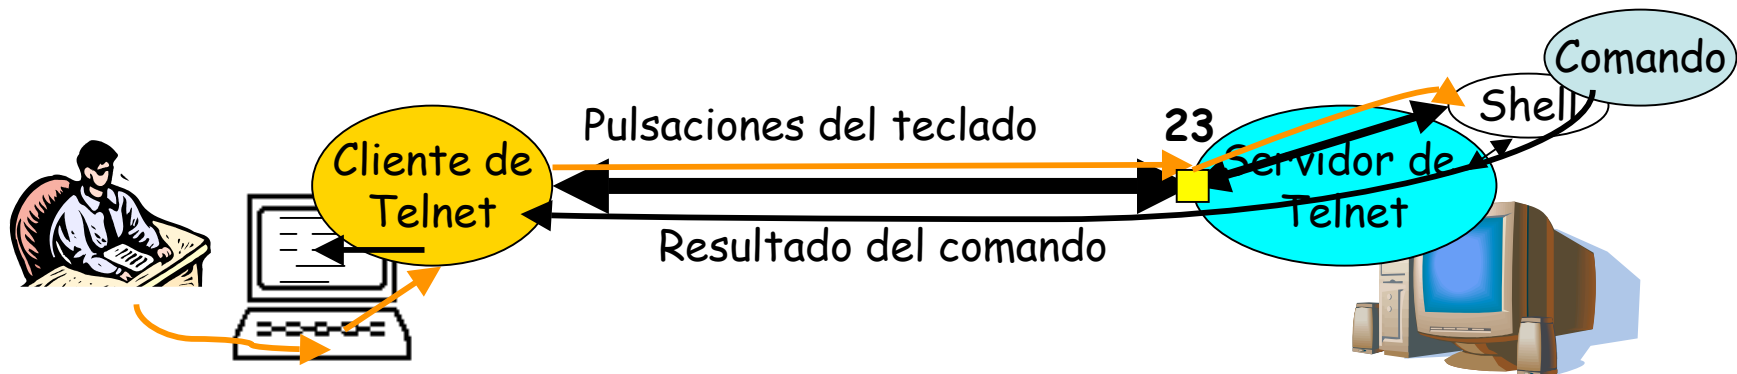 Comando
Shell
Pulsaciones del teclado
23
Cliente de
Telnet
Servidor de
Telnet
Resultado del comando